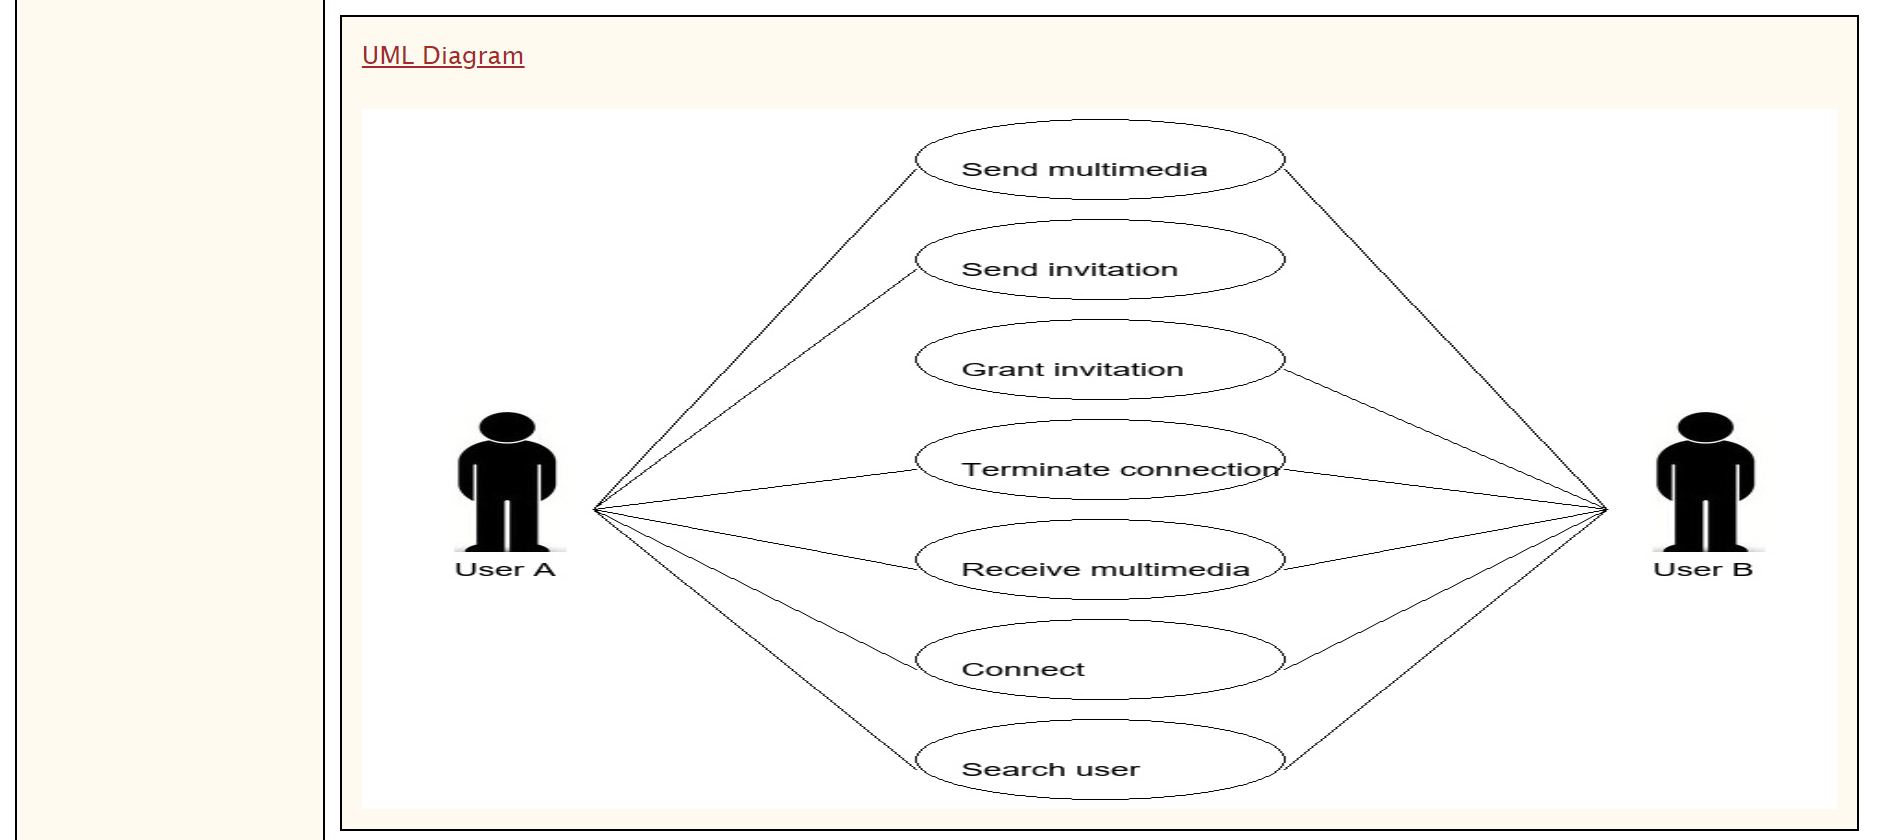 UML Diagram
Send multimedia
Send invitation
Grant invitation
Terminate connection
Receive multimedia
User A
User B
Connect
Search user